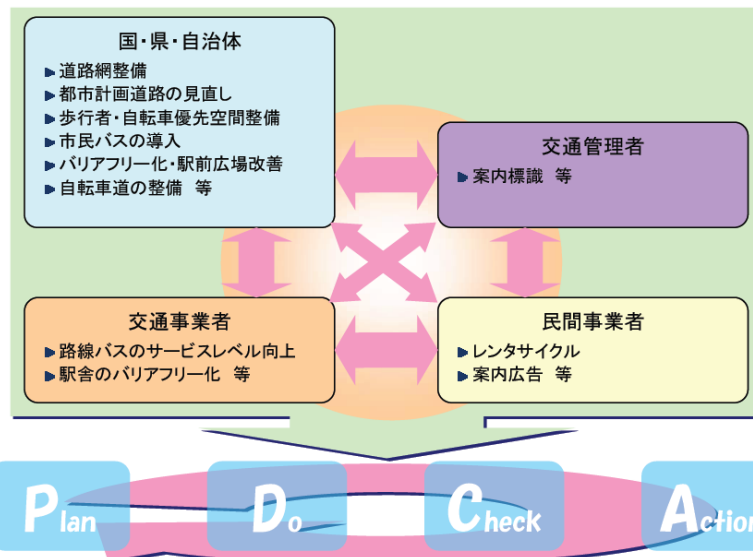 国・県・自治体
道路網整備
都市計画道路の見直し
歩行者・自転車優先空間整備
市民バスの導入
バリアフリー化・駅前広場改善
自転車道の整備 等
交通管理者
案内標識 等
交通事業者
路線バスのサービスレベル向上
駅舎のバリアフリー化 等
民間事業者
レンタサイクル
案内広告 等
Plan
Do
Check
Action